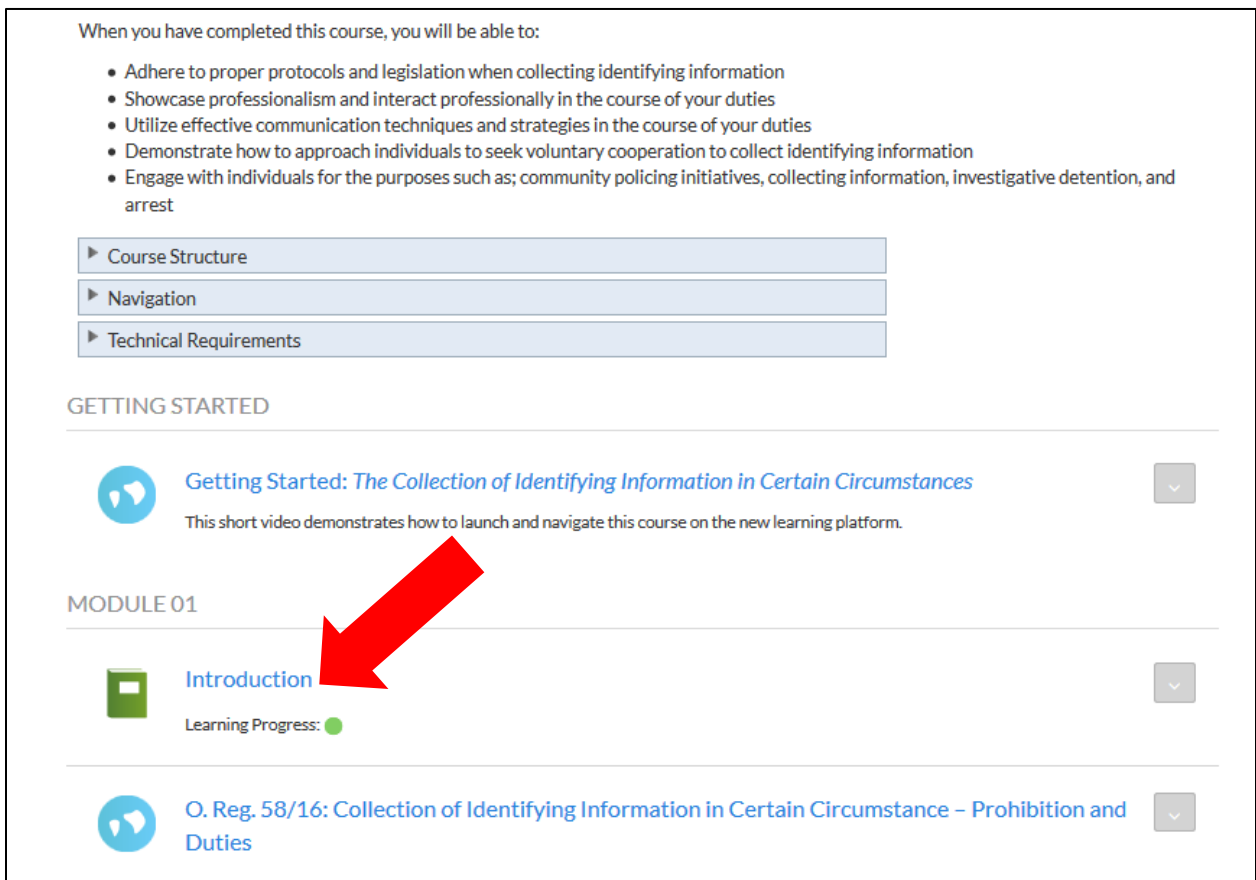 When you have completed this course, you will be able to:
• Adhere to proper protocols and legislation when collecting identifying information
• Showcase professionalism and interact professionally in the course of your duties
• Utilize effective communication techniques and strategies in the course of your duties
• Demonstrate how to approach individuals to seek voluntary cooperation to collect identifying information
• Engage with individuals for the purposes such as; community policing initiatives, collecting information, investigative detention, and
arrest
Course Structure
Navigation
Technical Requirements
GETTING STARTED
Getting Started: The Collection of Identifying Information in Certain Circumstances
This short video demonstrates how to launch and navigate this course on the new learning platform.
MODULE 01
Introduction
Learning Progress:
O. Reg. 58/16: Collection of Identifying Information in Certain Circumstance – Prohibition and
Duties